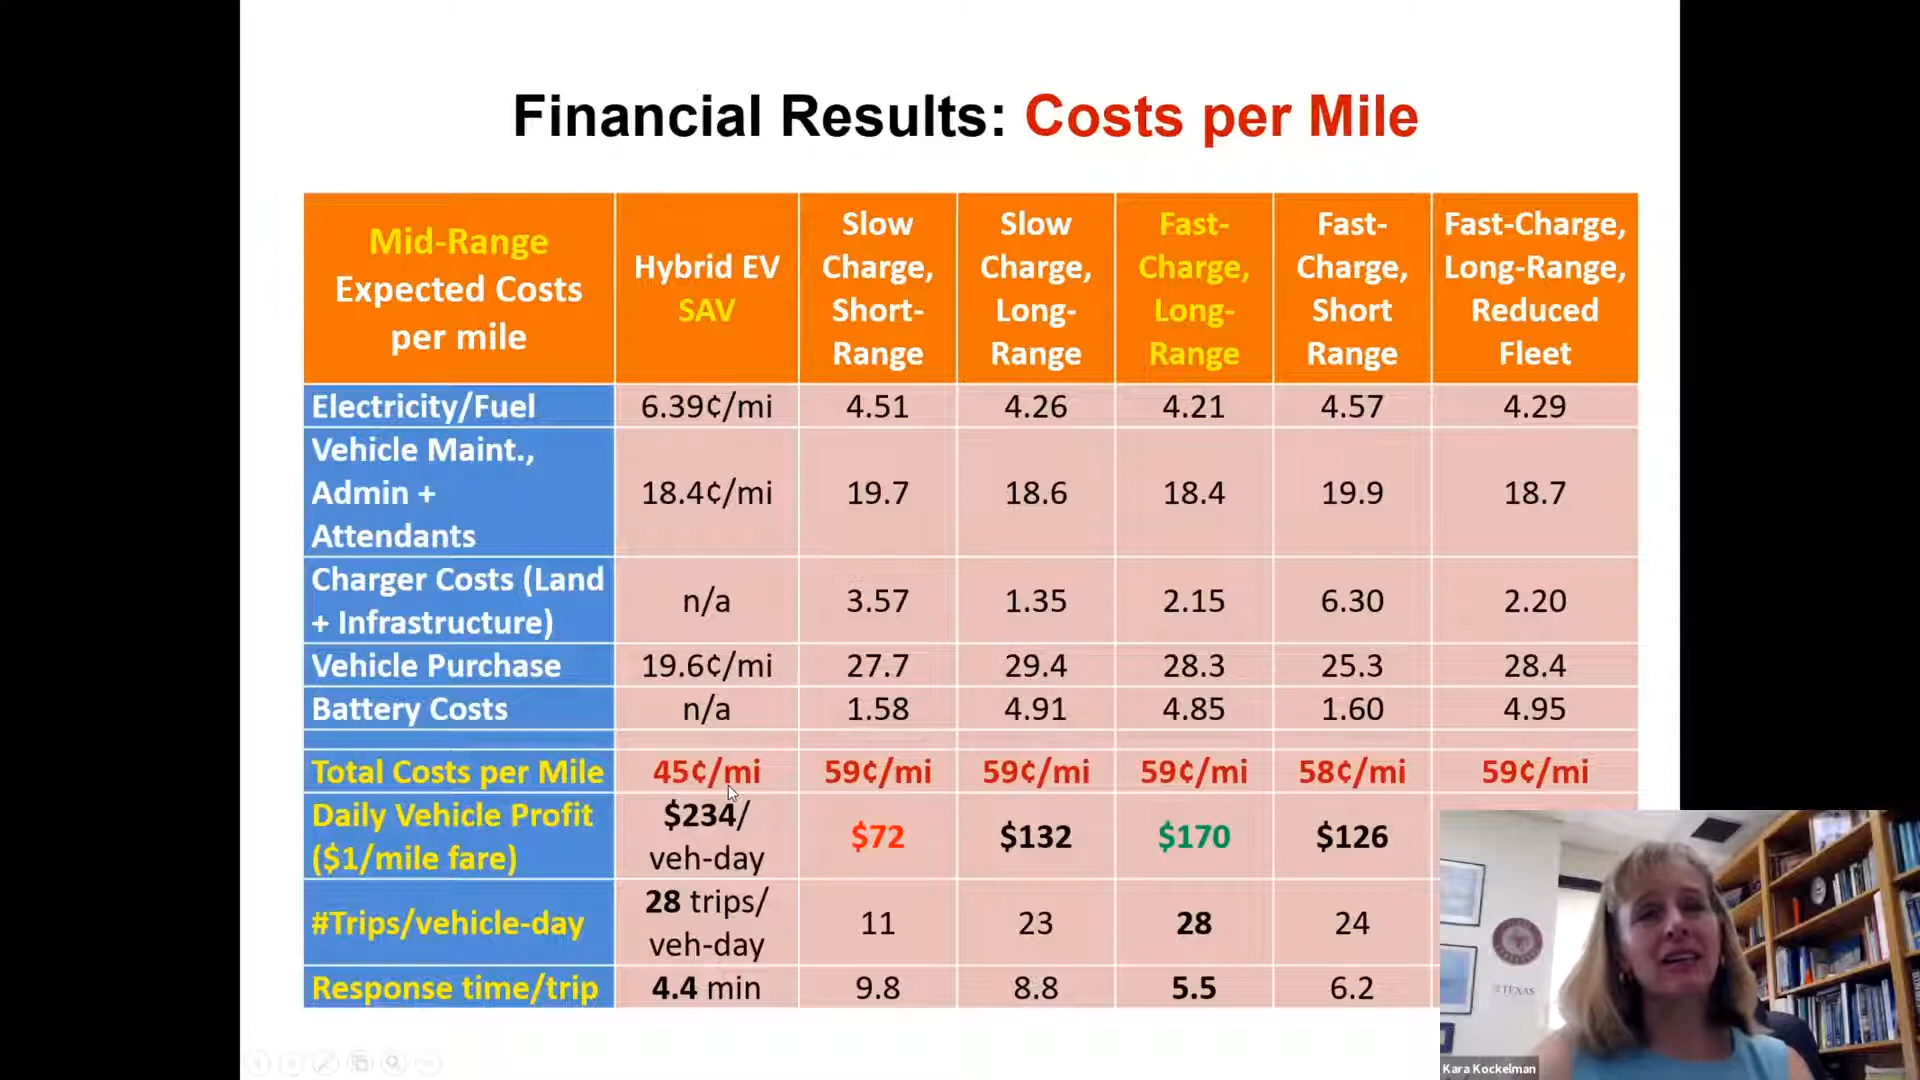 Financial Results: Costs per Mile
Mid-Range
Expected Costs
per mile
Hybrid EV
SAV
Slow
Charge,
Short-
Range
Slow
Charge,
Long-
Range
Fast-
Charge,
Long-
Range
Fast-
Charge,
Short
Range
Fast-Charge,
Long-Range,
Reduced
Fleet
Electricity/Fuel 6.39¢/mi 4.51 4.26 4.21 4.57 4.29
Vehicle Maint.,
Admin +
Attendants
18.4¢/mi 19.7 18.6 18.4 19.9 18.7
Charger Costs (Land
+ Infrastructure)
n/a 3.57 1.35 2.15 6.30 2.20
Vehicle Purchase 19.6¢/mi 27.7 29.4 28.3 25.3 28.4
Battery Costs n/a 1.58 4.91 4.85 1.60 4.95
Total Costs per Mile 45¢/mi 59¢/mi 59¢/mi 59¢/mi 58¢/mi 59¢/mi
Daily Vehicle Profit
($1/mile fare)
$234/
veh-day
$72 $132 $170 $126
#Trips/vehicle-day
28 trips/
veh-day
11 23 28 24
Response time/trip 4.4 min 9.8 8.8 5.5 6.2
TEXAS
Kara Kockelman